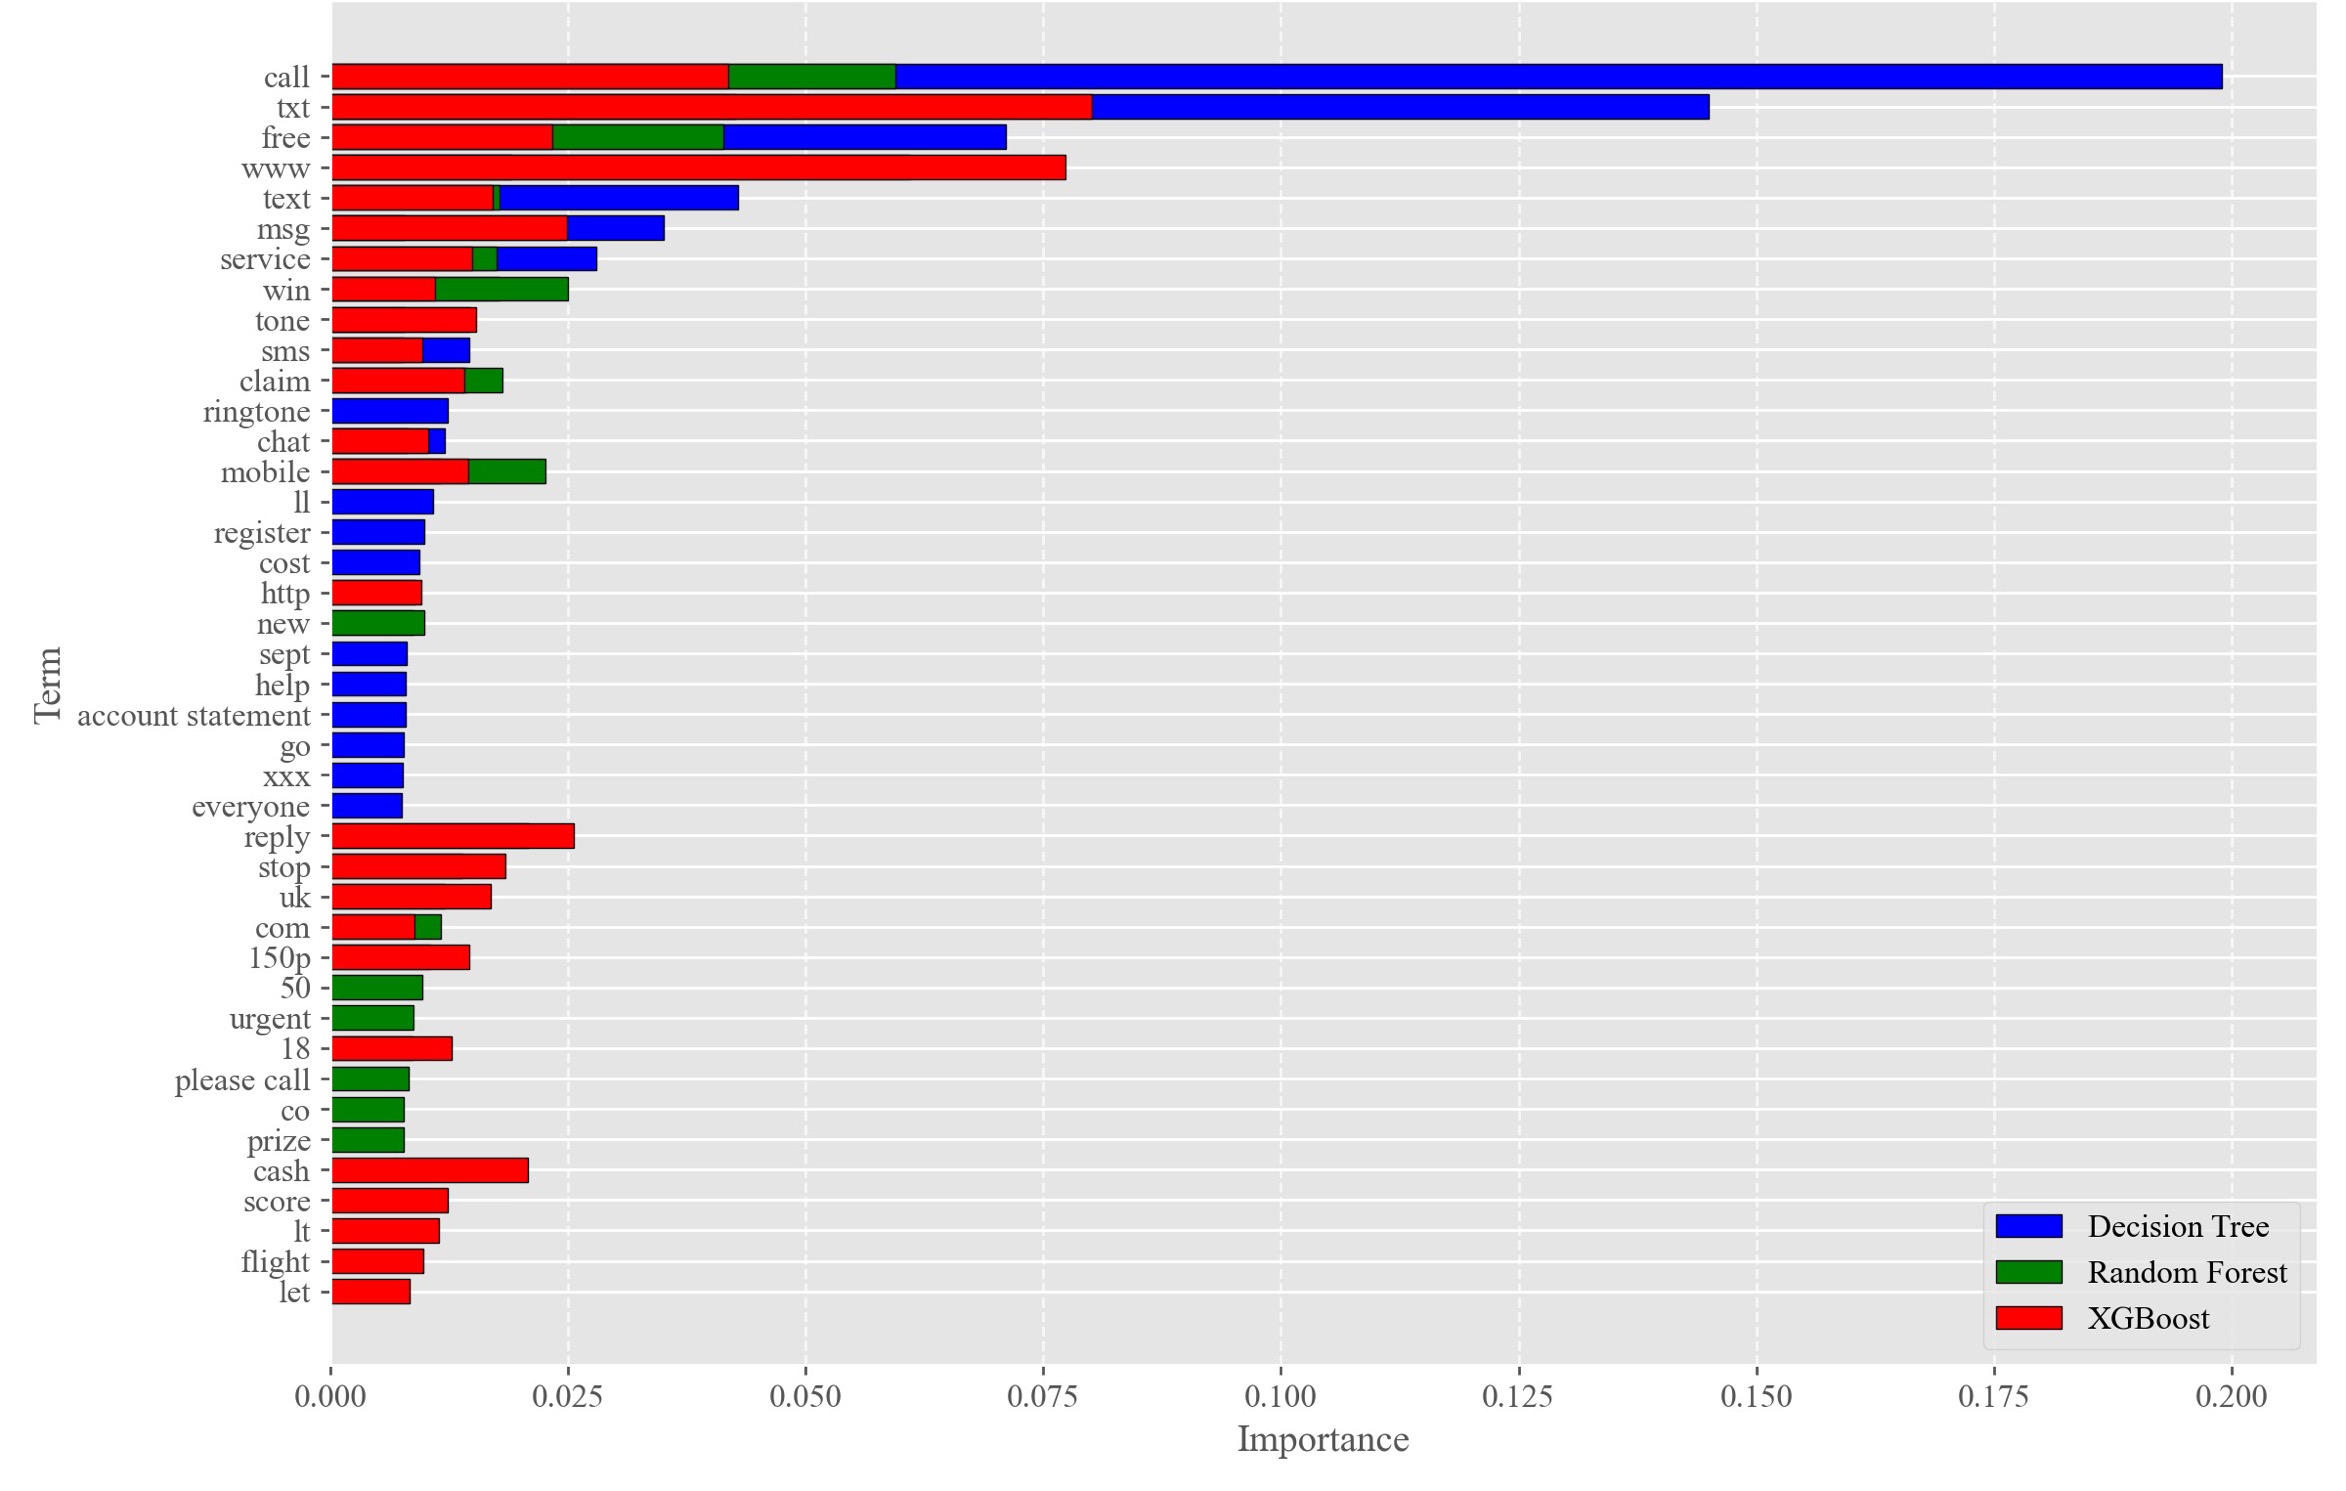 call
txt
free
www
text
msg
service
win
tone
sms
claim
ringtone
chat
mobile
ll
register
cost
http
new
sept
help
account statement
go
xxx
everyone
reply
stop
uk
com
150p
50
urgent
18
please call
co
prize
cash
score
lt
flight
let
Term
Decision Tree
Random Forest
XGBoost
0.000 0.025 0.050 0.075 0.100 0.125 0.150 0.175 0.200
Importance